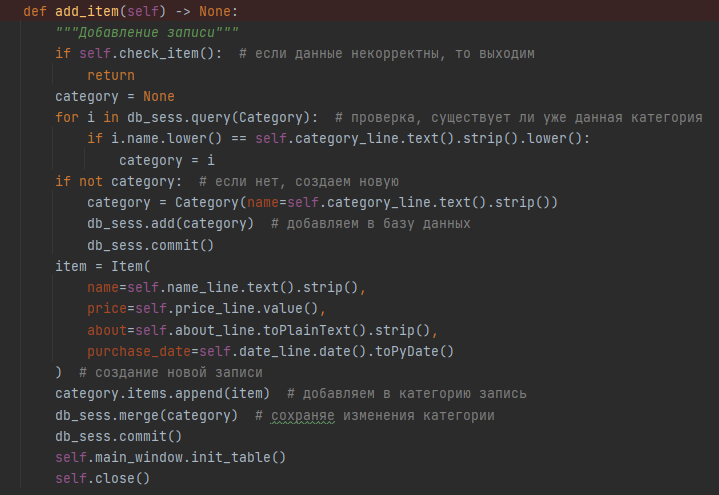 def add_item(self) -> None:
    """Добавление записи"""
    if self.check_item():  # если данные некорректны, то выходим
        return
    category = None
    for i in db_sess.query(Category):  # проверка, существует ли уже данная категория
        if i.name.lower() == self.category_line.text().strip().lower():
            category = i
    if not category:  # если нет, создаем новую
        category = Category(name=self.category_line.text().strip())
        db_sess.add(category)  # добавляем в базу данных
        db_sess.commit()
    item = Item(
        name=self.name_line.text().strip(),
        price=self.price_line.value(),
        about=self.about_line.toPlainText().strip(),
        purchase_date=self.date_line.date().toPyDate()
    )  # создание новой записи
    category.items.append(item)  # добавляем в категорию запись
    db_sess.merge(category)  # сохраняе изменения категории
    db_sess.commit()
    self.main_window.init_table()
    self.close()